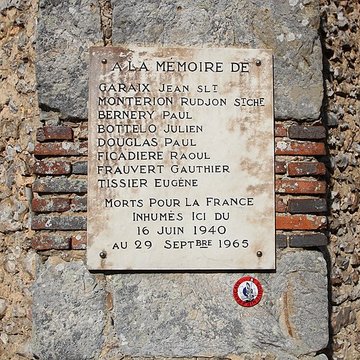 A LA MÉMOIRE DE
GARAIX JEAN SLT
MONTERION RUDJON STCHE
BERNERY PAUL
BOTTELO JULIEN
DOUGLAS PAUL
FICADIERE RAOUL
FRAUVERT GAUTHIER
TISSIER EUGÈNE
MORTS POUR LA FRANCE
INHUMÉS ICI DU
16 JUIN 1940
AU 29 SEPTBRE 1965